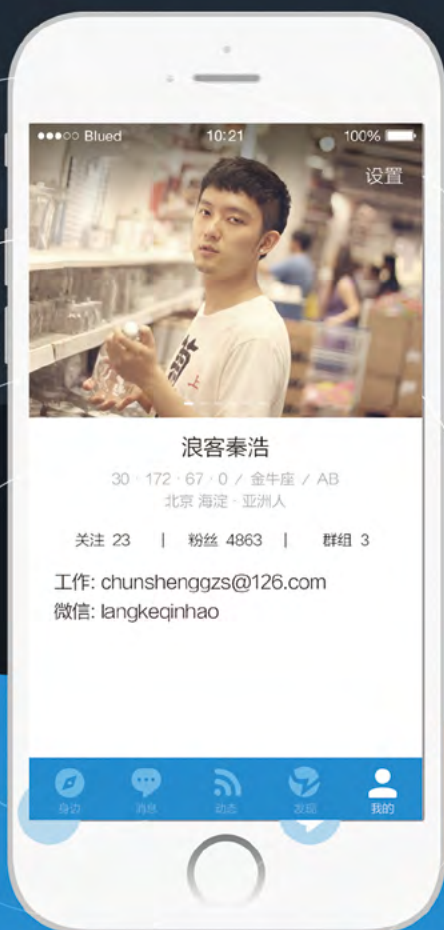 Blued 10:21 100%
设置
浪客秦浩
30 · 172 · 67 · 0 / 金牛座 / AB
北京 海淀 · 亚洲人
关注 23 | 粉丝 4863 | 群组 3
工作: chunshenggzs@126.com
微信: langkeqinhao
身边 消息 动态 发现 我的